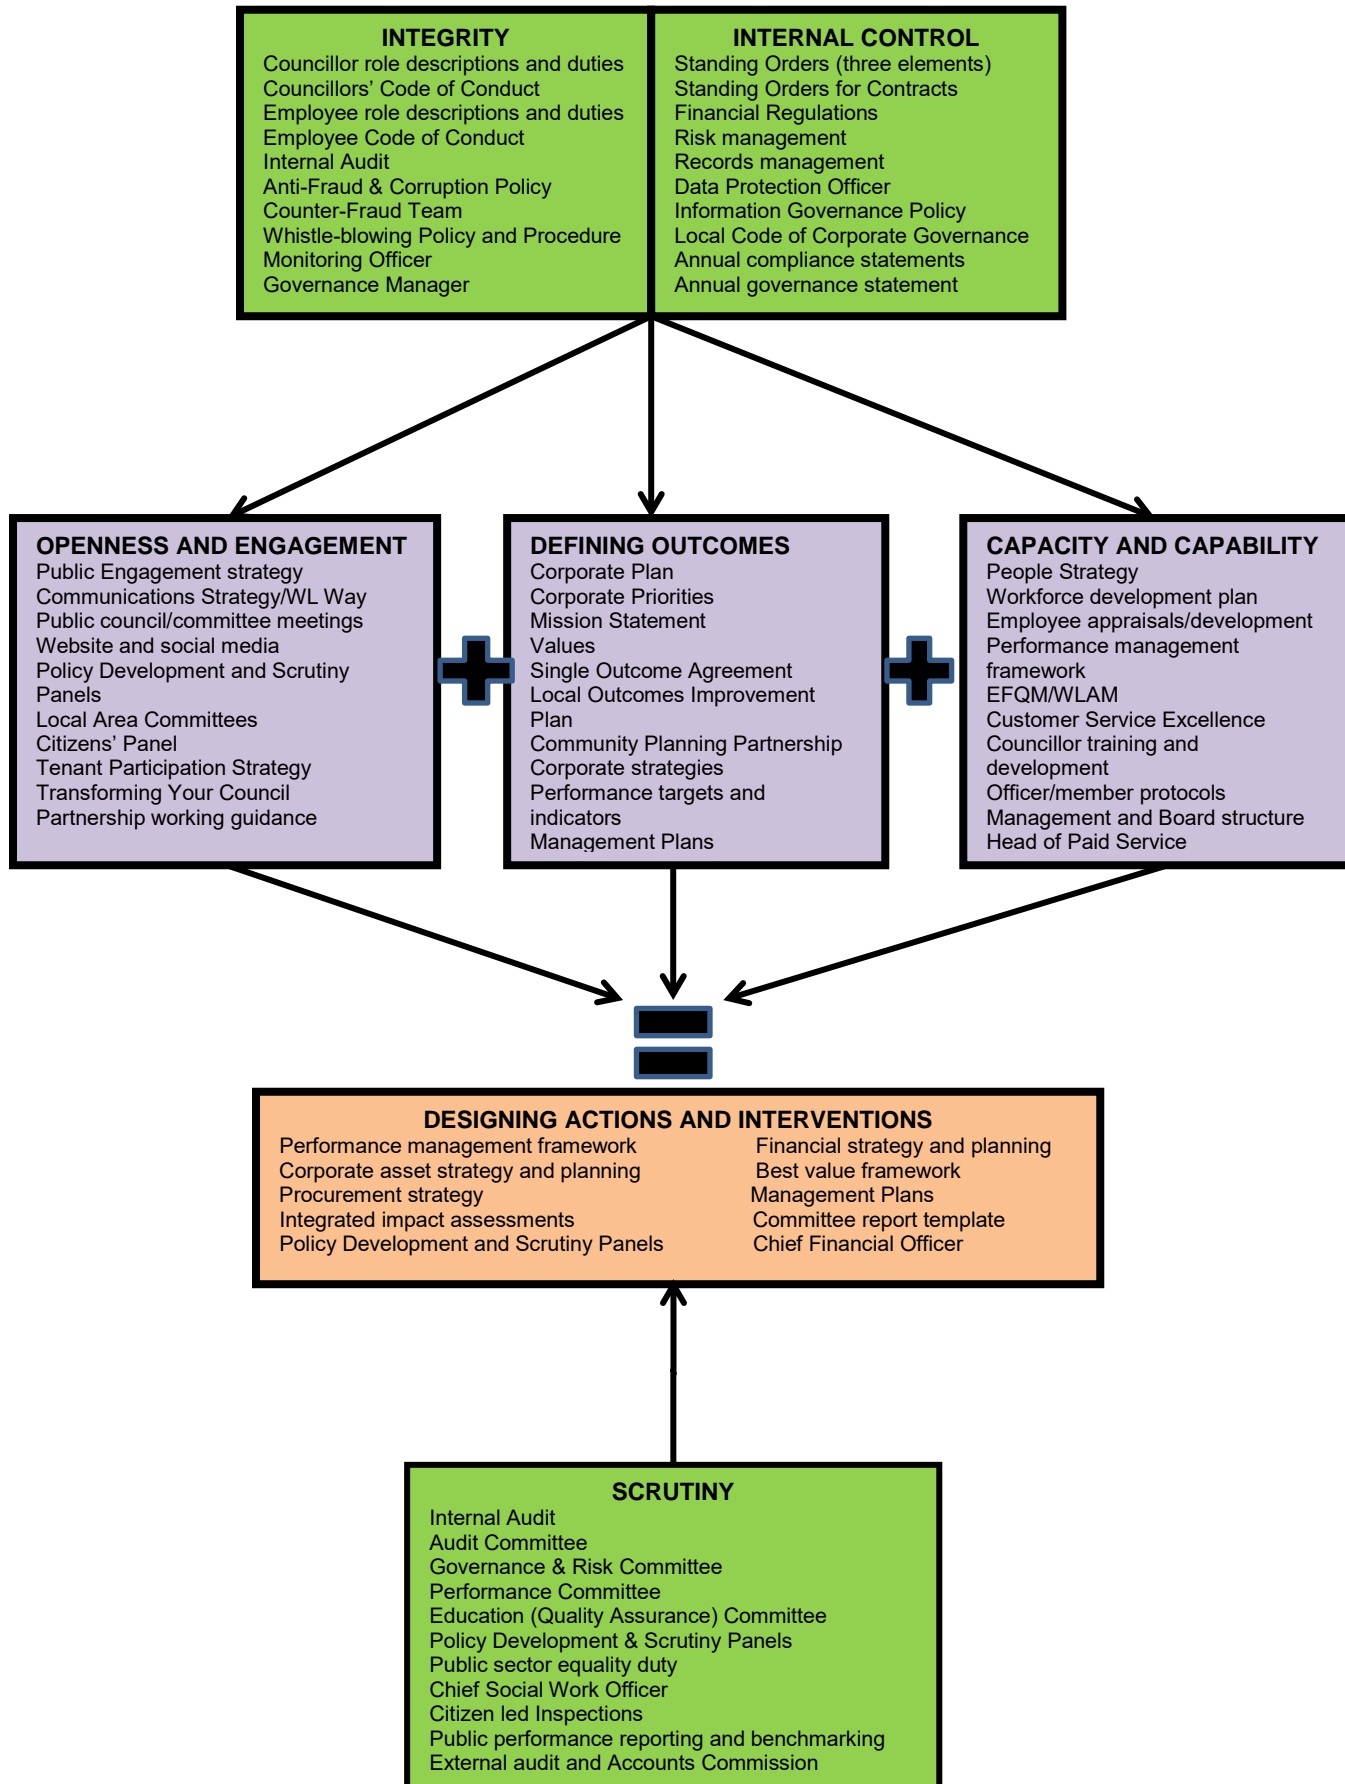 INTEGRITY
Councillor role descriptions and duties
Councillors’ Code of Conduct
Employee role descriptions and duties
Employee Code of Conduct
Internal Audit
Anti-Fraud & Corruption Policy
Counter-Fraud Team
Whistle-blowing Policy and Procedure
Monitoring Officer
Governance Manager
INTERNAL CONTROL
Standing Orders (three elements)
Standing Orders for Contracts
Financial Regulations
Risk management
Records management
Data Protection Officer
Information Governance Policy
Local Code of Corporate Governance
Annual compliance statements
Annual governance statement
OPENNESS AND ENGAGEMENT
Public Engagement strategy
Communications Strategy/WL Way
Public council/committee meetings
Website and social media
Policy Development and Scrutiny
Panels
Local Area Committees
Citizens’ Panel
Tenant Participation Strategy
Transforming Your Council
Partnership working guidance
DEFINING OUTCOMES
Corporate Plan
Corporate Priorities
Mission Statement
Values
Single Outcome Agreement
Local Outcomes Improvement
Plan
Community Planning Partnership
Corporate strategies
Performance targets and
indicators
Management Plans
CAPACITY AND CAPABILITY
People Strategy
Workforce development plan
Employee appraisals/development
Performance management
framework
EFQM/WLAM
Customer Service Excellence
Councillor training and
development
Officer/member protocols
Management and Board structure
Head of Paid Service
DESIGNING ACTIONS AND INTERVENTIONS
Performance management framework Financial strategy and planning
Corporate asset strategy and planning Best value framework
Procurement strategy Management Plans
Integrated impact assessments Committee report template
Policy Development and Scrutiny Panels Chief Financial Officer
SCRUTINY
Internal Audit
Audit Committee
Governance & Risk Committee
Performance Committee
Education (Quality Assurance) Committee
Policy Development & Scrutiny Panels
Public sector equality duty
Chief Social Work Officer
Citizen led Inspections
Public performance reporting and benchmarking
External audit and Accounts Commission